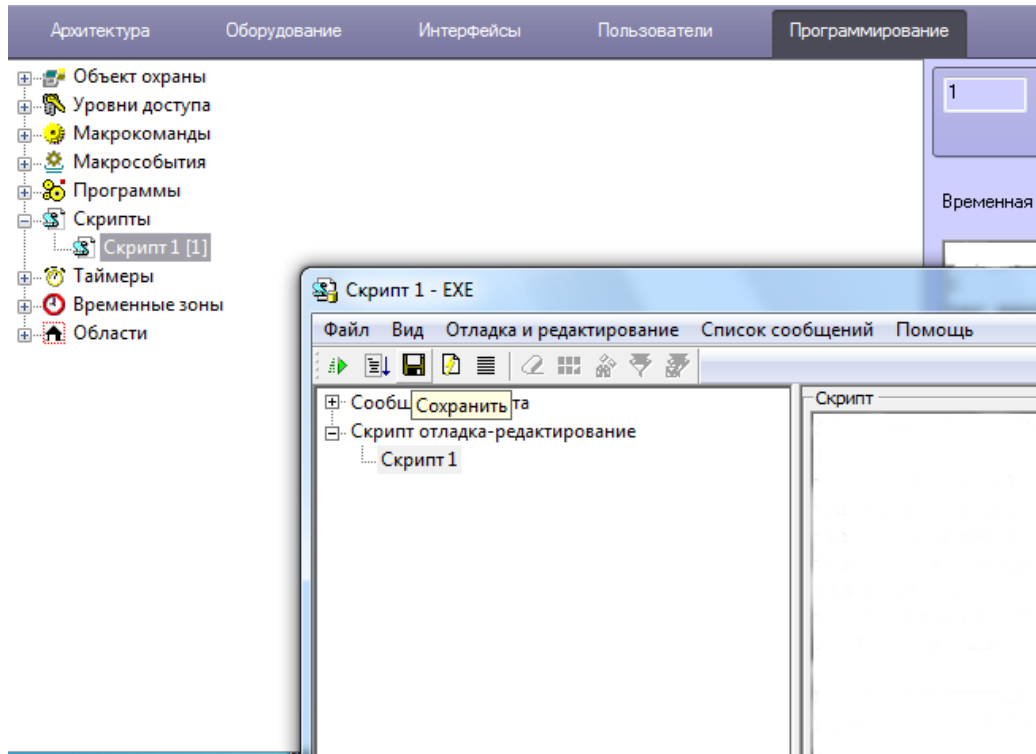 Архитектура Оборудование Интерфейсы Пользователи Программирование
Объект охраны
Уровни доступа
Макрокоманды
Макрособытия
Программы
Скрипты
Скрипт 1 [1]
Таймеры
Временные зоны
Области
1
Временная
Скрипт 1 - EXE
Файл Вид Отладка и редактирование Список сообщений Помощь
Сообщ та
Сохранить
Скрипт отладка-редактирование
Скрипт 1
Скрипт